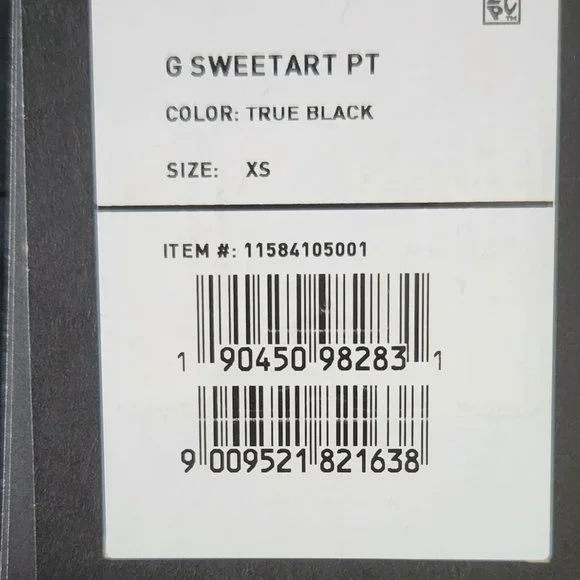 G SWEETART PT
COLOR: TRUE BLACK
SIZE: XS
ITEM #: 11584105001
1 90450 98283 1
9 009521 821638